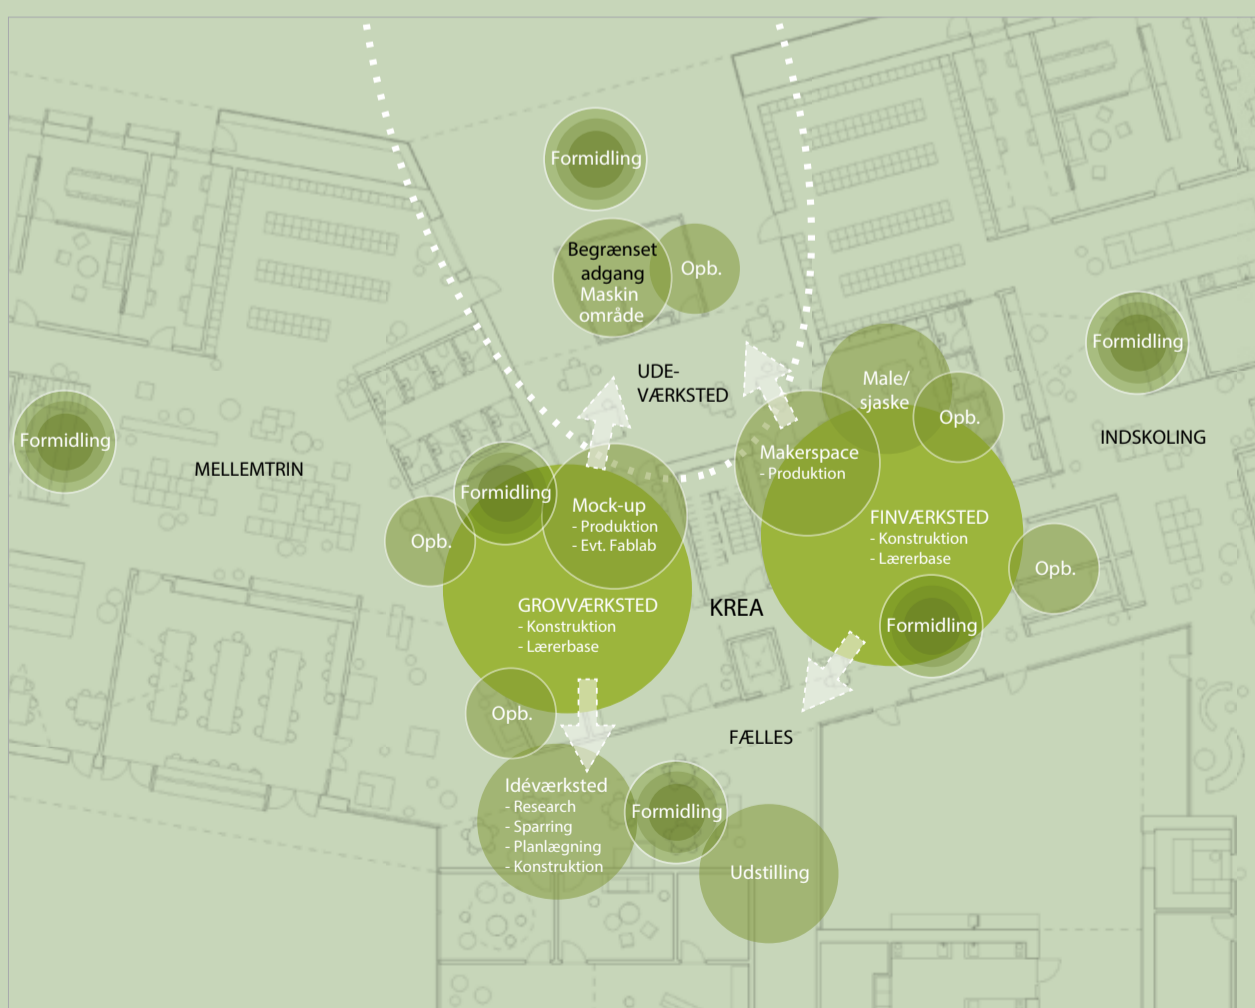 Formidling
Begrænset
adgang
Maskin
område
Opb.
UDE-
VÆRKSTED
Formidling
Male/
sjaske
Opb.
INDSKOLING
Formidling
MELLEMTRIN
Makerspace
- Produktion
Formidling
Mock-up
- Produktion
- Evt. Fablab
Opb.
FINVÆRKSTED
- Konstruktion
- Lærerbase
Opb.
GROVVÆRKSTED
- Konstruktion
- Lærerbase
KREA
Formidling
Opb.
FÆLLES
Idéværksted
- Research
- Sparring
- Planlægning
- Konstruktion
Formidling
Udstilling